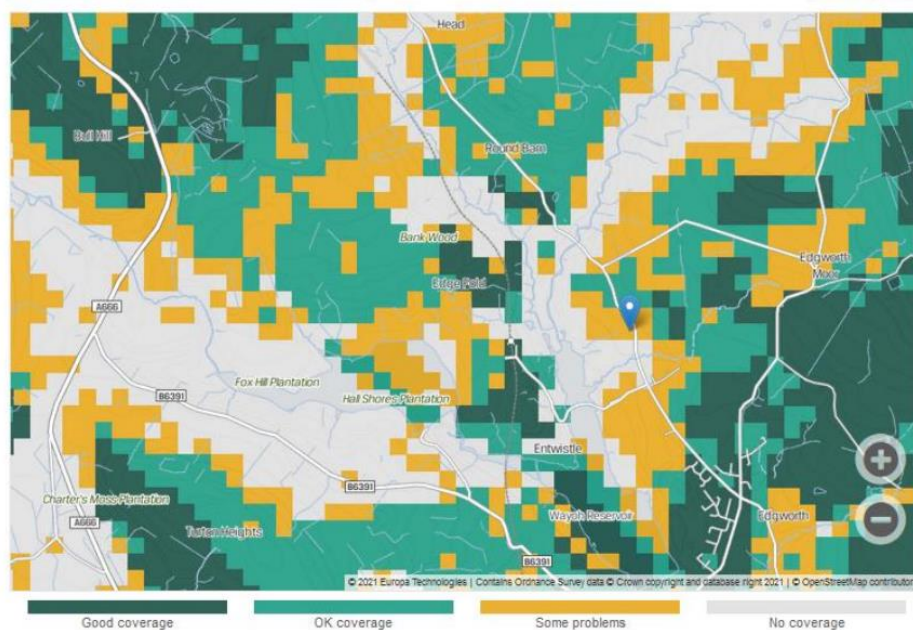 Head
Bull Hill
Round Barn
Bank Wood
Edgworth
Moor
Edge Fold
A666
Fox Hill Plantation
B6391
Hall Shores Plantation
Entwistle
B6391
Charter's Moss Plantation
A666
Turton Heights
Wayoh Reservoir
Edgworth
B6391
© 2021 Europa Technologies | Contains Ordnance Survey data © Crown copyright and database right 2021 | © OpenStreetMap contributor
Good coverage
OK coverage
Some problems
No coverage